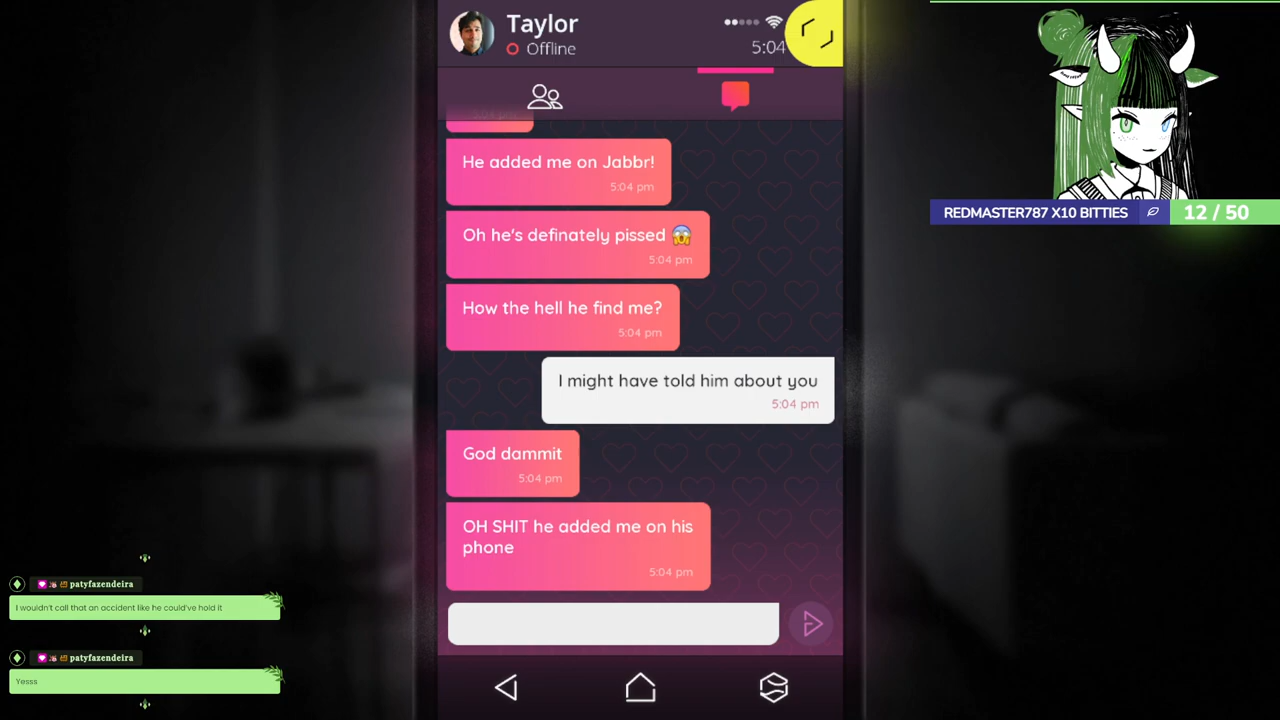 Taylor
Offline
5:04
He added me on Jabbr!
5:04 pm
Oh he's definately pissed 😱
5:04 pm
How the hell he find me?
5:04 pm
I might have told him about you
5:04 pm
God dammit
5:04 pm
OH SHIT he added me on his
phone
5:04 pm
REDMASTER787 X10 BITTIES
12 / 50
patyfazendeira
I wouldn't call that an accident like he could've hold it
patyfazendeira
Yesss